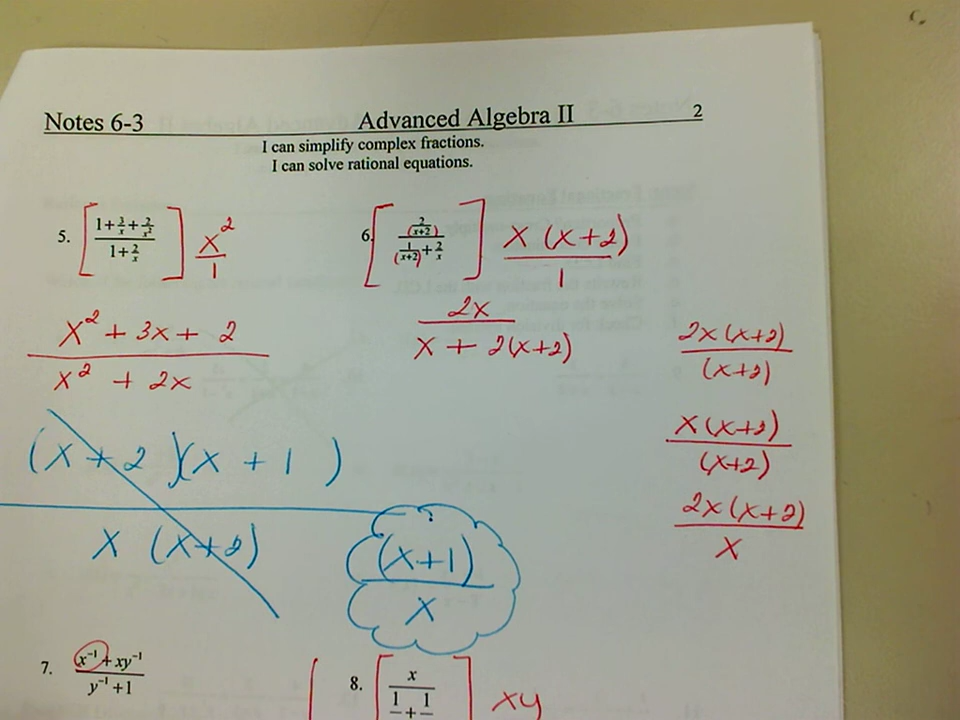 Notes 6-3 Advanced Algebra II 2
I can simplify complex fractions.
I can solve rational equations.
5. [ (1 + 3/x + 2/x²) / (1 + 2/x) ] x²/1
x² + 3x + 2
x² + 2x
(x + 2)(x + 1)
x (x+2)
(x+1)
x
6. [ (2/(x+2)) / (1/(x+2) + 2/x) ] x(x+2)/1
2x
x + 2(x+2)
2x(x+2)
(x+2)
x(x+2)
(x+2)
2x(x+2)
x
7. x⁻¹ + xy⁻¹
y⁻¹ + 1
8. [ x
1 + 1 ] xy